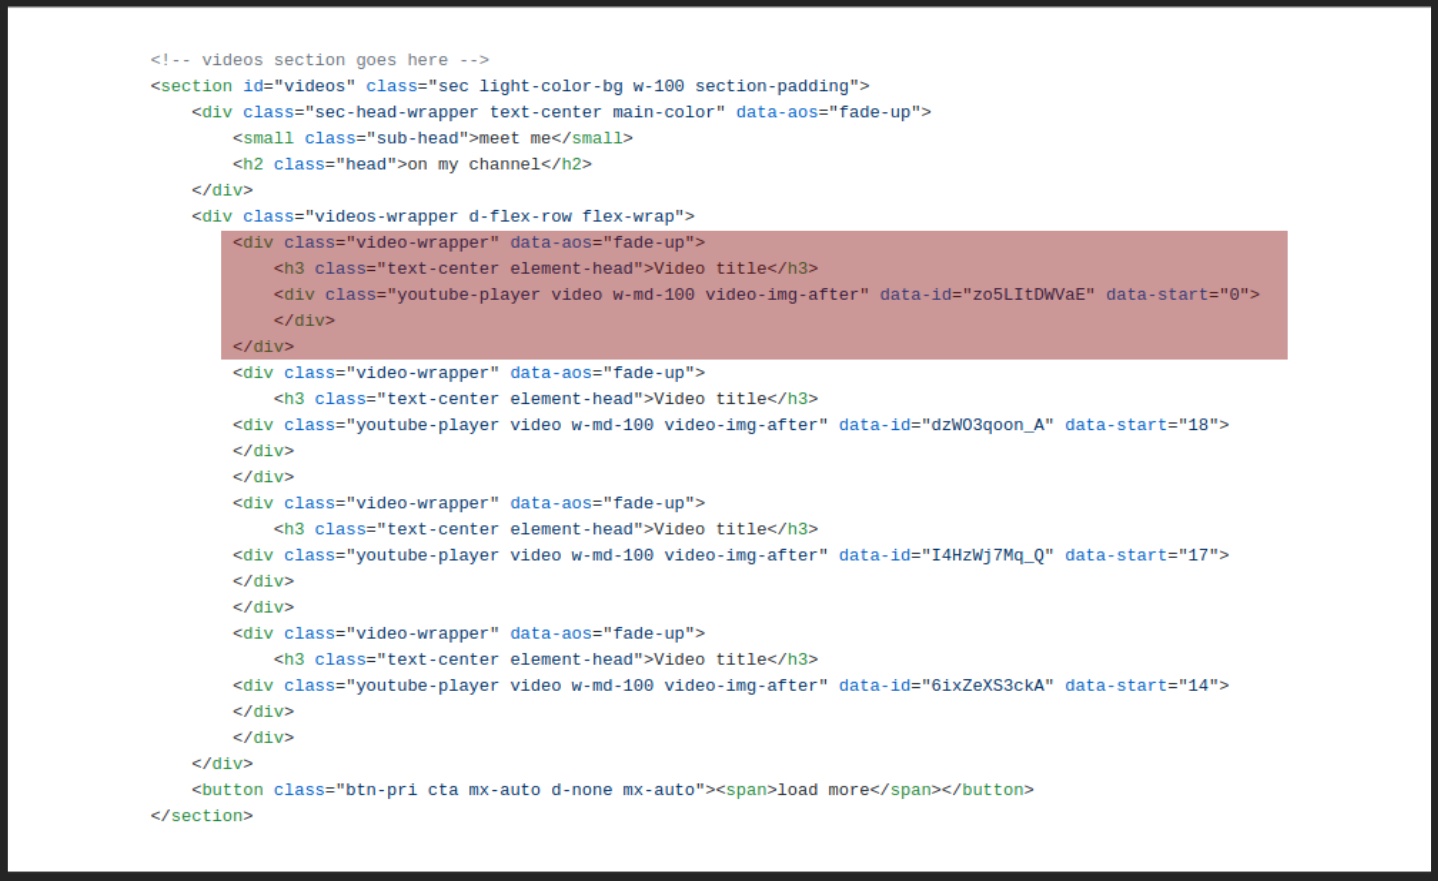 <!-- videos section goes here -->
<section id="videos" class="sec light-color-bg w-100 section-padding">
    <div class="sec-head-wrapper text-center main-color" data-aos="fade-up">
        <small class="sub-head">meet me</small>
        <h2 class="head">on my channel</h2>
    </div>
    <div class="videos-wrapper d-flex-row flex-wrap">
        <div class="video-wrapper" data-aos="fade-up">
            <h3 class="text-center element-head">Video title</h3>
            <div class="youtube-player video w-md-100 video-img-after" data-id="zo5LItDWVaE" data-start="0">
            </div>
        </div>
        <div class="video-wrapper" data-aos="fade-up">
            <h3 class="text-center element-head">Video title</h3>
        <div class="youtube-player video w-md-100 video-img-after" data-id="dzWO3qoon_A" data-start="18">
        </div>
        </div>
        <div class="video-wrapper" data-aos="fade-up">
            <h3 class="text-center element-head">Video title</h3>
        <div class="youtube-player video w-md-100 video-img-after" data-id="I4HzWj7Mq_Q" data-start="17">
        </div>
        </div>
        <div class="video-wrapper" data-aos="fade-up">
            <h3 class="text-center element-head">Video title</h3>
        <div class="youtube-player video w-md-100 video-img-after" data-id="6ixZeXS3ckA" data-start="14">
        </div>
        </div>
    </div>
    <button class="btn-pri cta mx-auto d-none mx-auto"><span>load more</span></button>
</section>